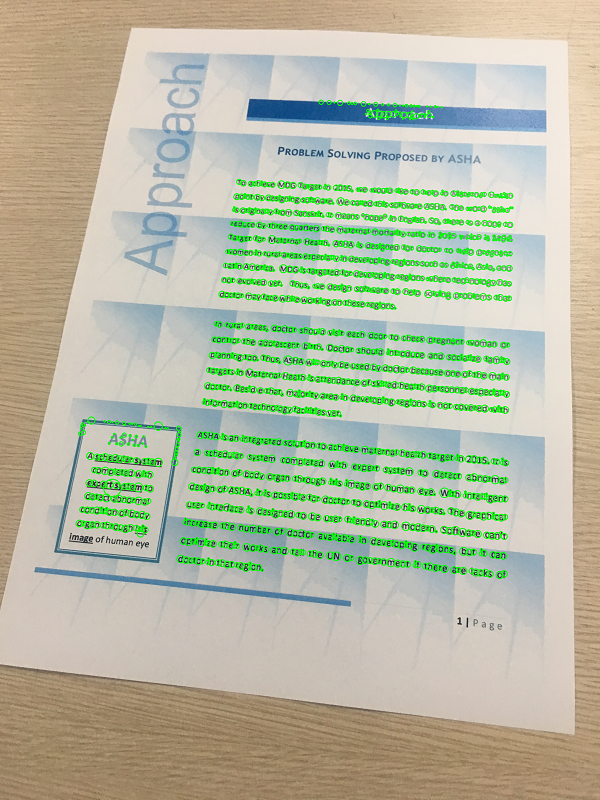 Approach
Approach
PROBLEM SOLVING PROPOSED BY ASHA
To achieve MDG Target in 2015, we would like to help in
point by designing software. We called this software ASHA. The word "asha"
is originally from Sanskrit. It means "hope" in English. So, there is a hope to
reduce by three quarters the maternal mortality ratio in 2015 which is MDG
Target for Maternal Health. ASHA is designed for doctor to help pregnant
women in rural areas especially in developing regions such as Africa, Asia, and
Latin America. MDG is targeted for developing regions where technology has
not evolved yet. Thus, we design software to help solving problems that
doctor may face while working on these regions.
In rural areas, doctor should visit each door to check pregnant woman or
control the adolescent birth. Doctor should introduce and socialize family
planning too. Thus, ASHA will only be used by doctor because one of the main
targets in Maternal Heath is attendance of skilled health personnel especially
doctor. Beside that, majority area in developing regions is not covered with
information technology facilities yet.
ASHA is an integrated solution to achieve maternal health target in 2015. It is
a schedular system completed with expert system to detect abnormal
condition of body organ through iris image of human eye. With intelligent
design of ASHA, it is possible for doctor to optimize his works. The graphical
user interface is designed to be user friendly and modern. Software can't
increase the number of doctor available in developing regions, but it can
optimize their works and tell the UN or government if there are lacks of
doctor in that region.
ASHA
A schedular system
completed with
expert system to
detect abnormal
condition of body
organ through iris
image of human eye
1 | Page